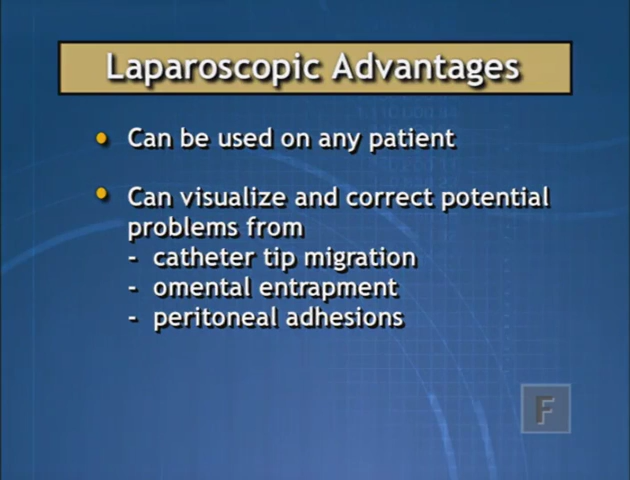 Laparoscopic Advantages
• Can be used on any patient
• Can visualize and correct potential
problems from
- catheter tip migration
- omental entrapment
- peritoneal adhesions
F